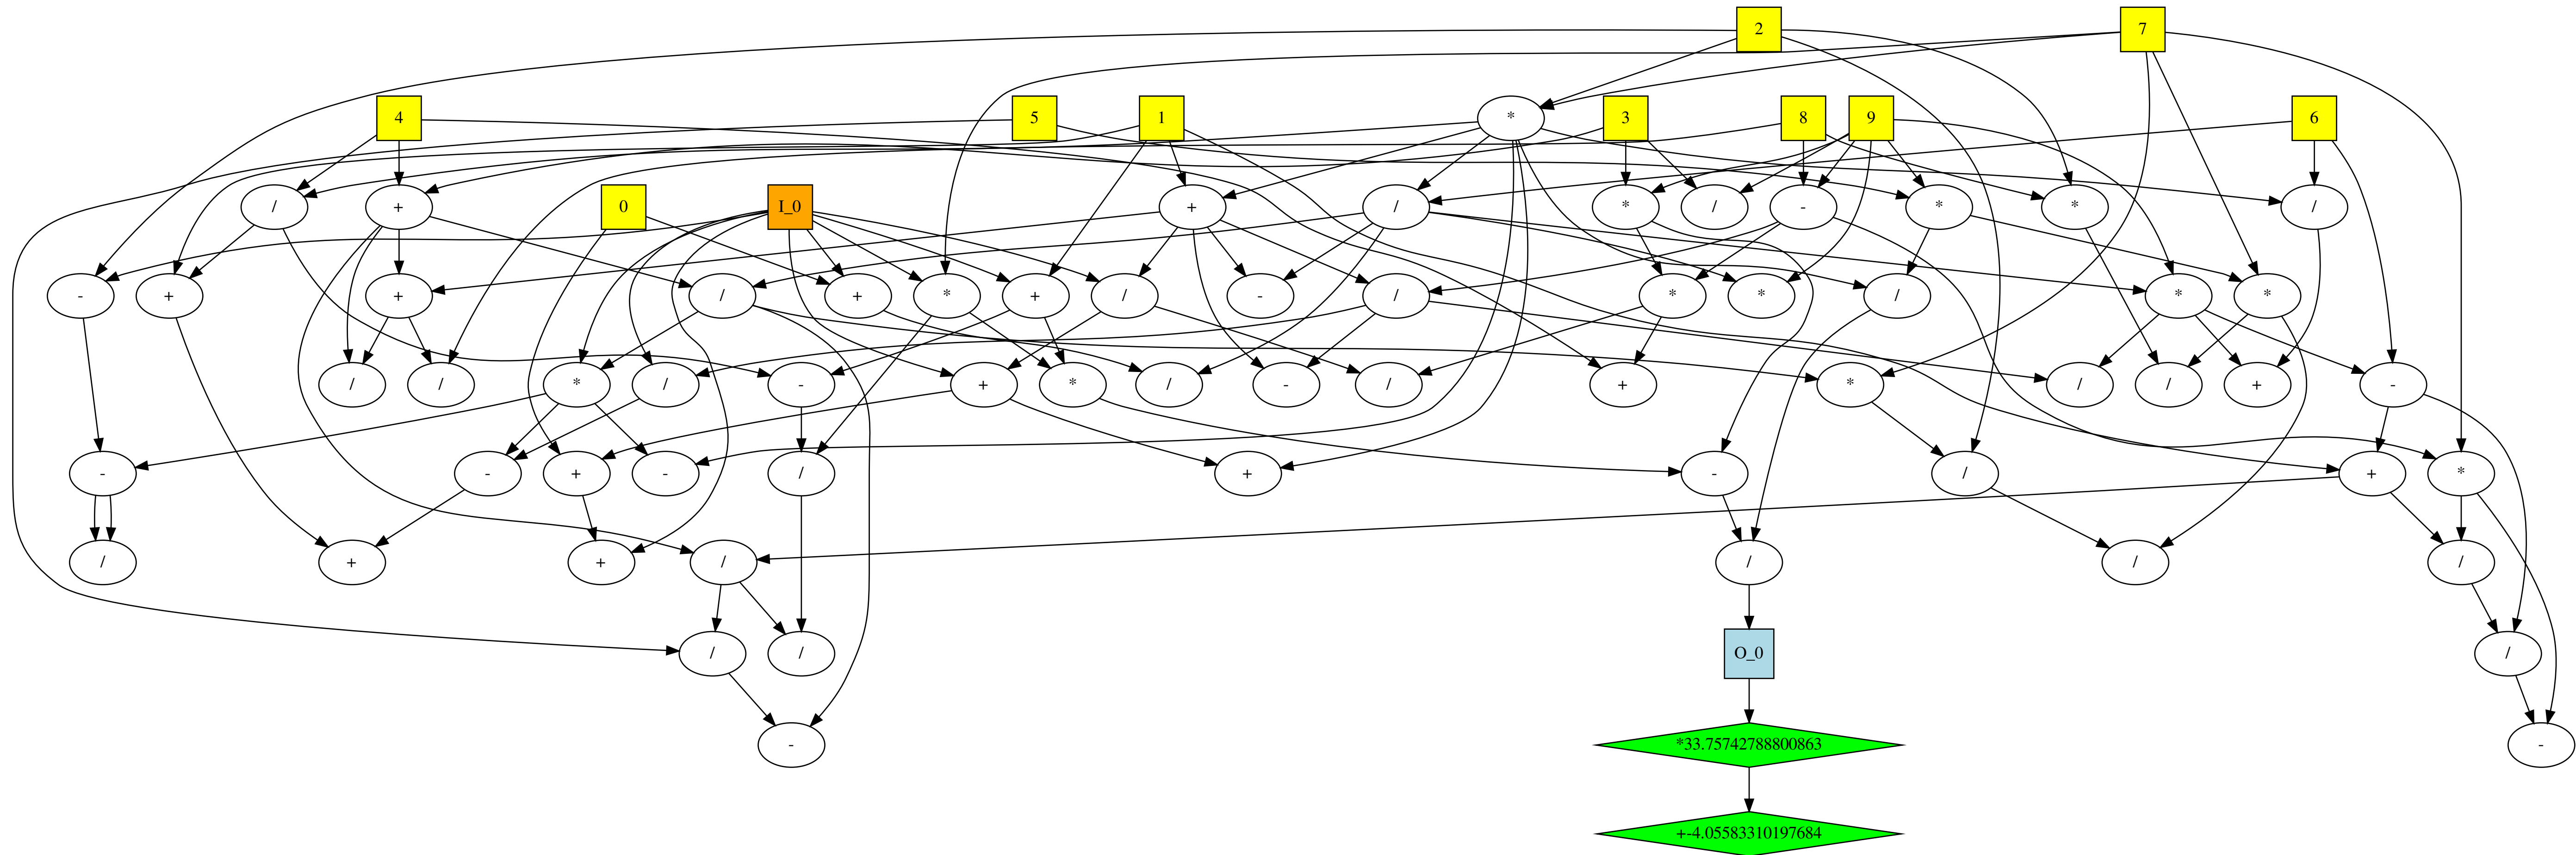 2 7
4 5 1 * 3 8 9 6
/ + 0 I_0 + / * / - * * /
- + + / + * + / - / * * / * *
/ / * / - + * / - / + * / / + -
- - + - / + - / + *
/ + + / / / /
/ / O_0 /
- *33.75742788800863 -
+-4.05583310197684